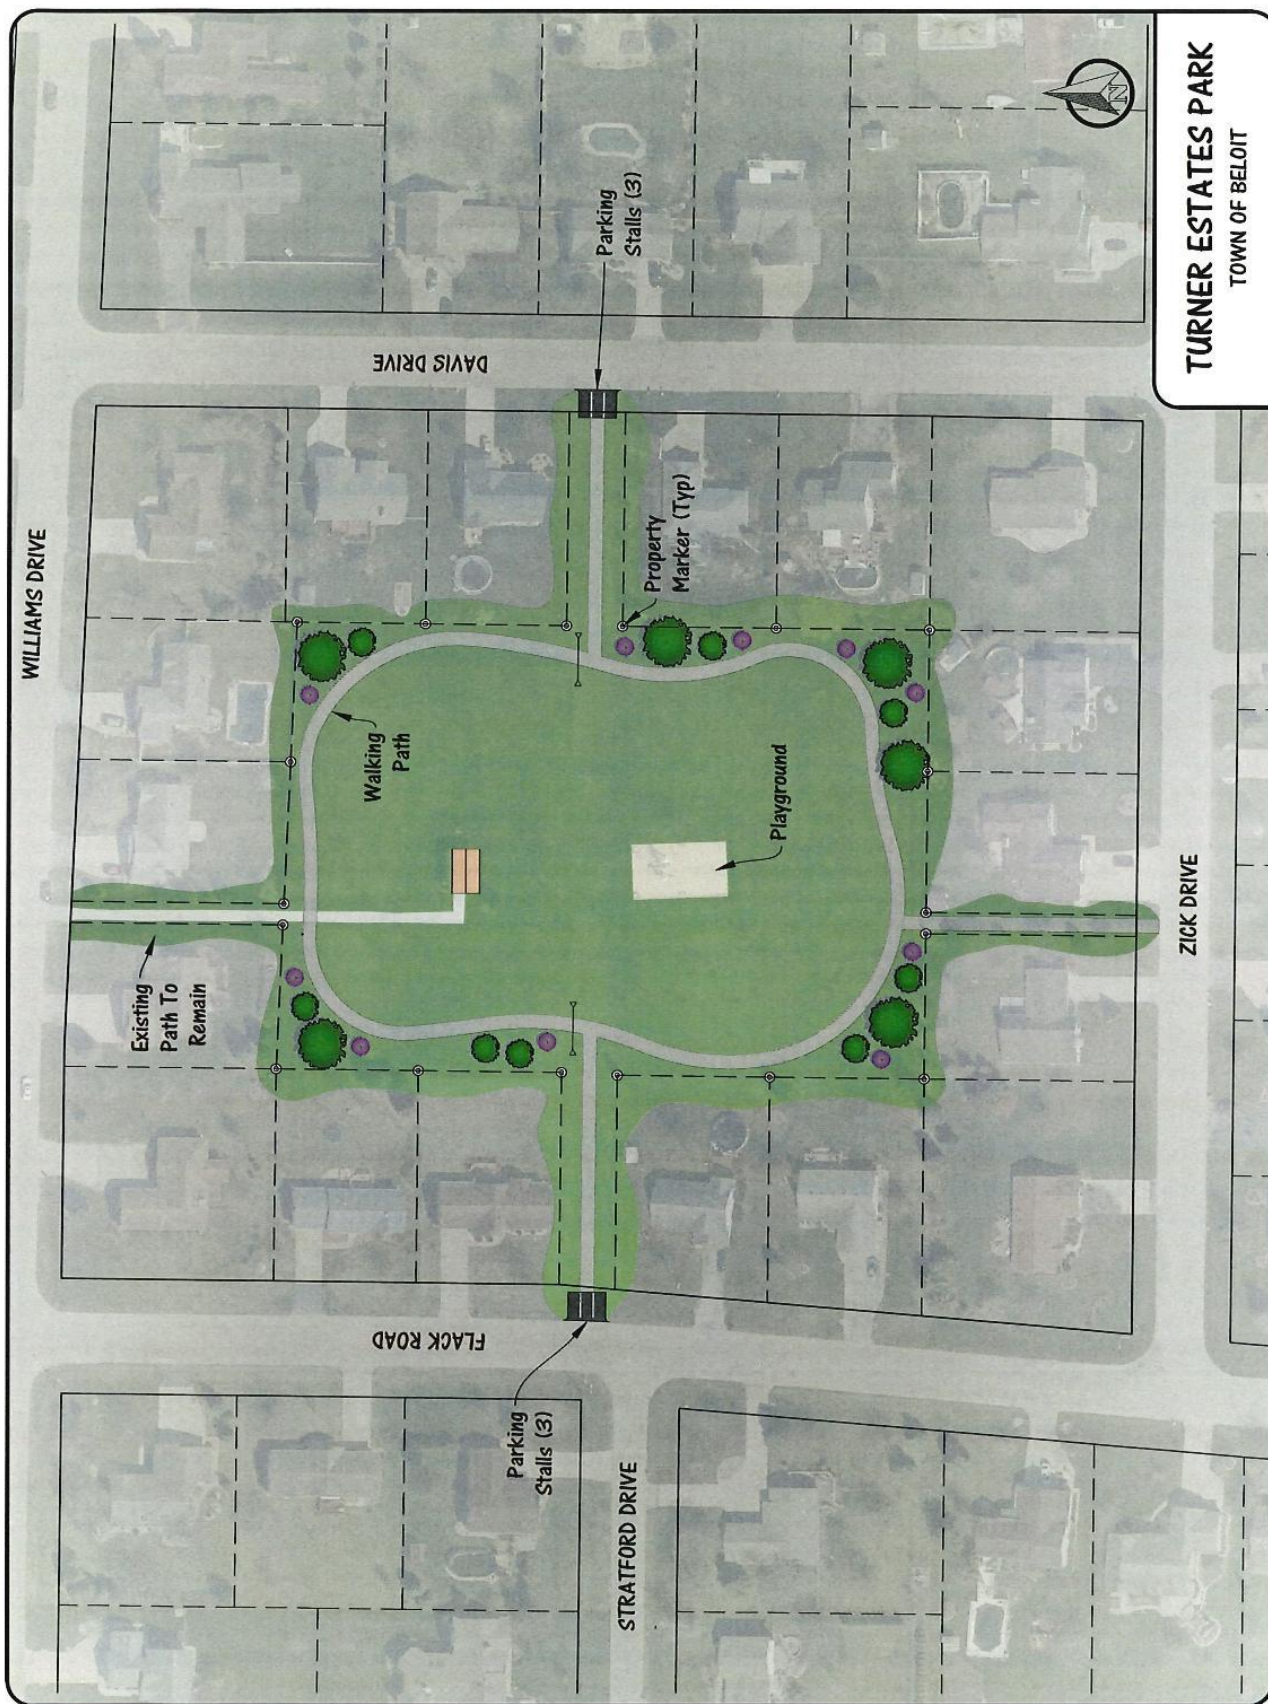 TURNER ESTATES PARK
TOWN OF BELOIT
N
WILLIAMS DRIVE
DAVIS DRIVE
Parking
Stalls (3)
Property
Marker (Typ)
Walking
Path
Playground
Existing
Path To
Remain
ZICK DRIVE
FLACK ROAD
Parking
Stalls (3)
STRATFORD DRIVE